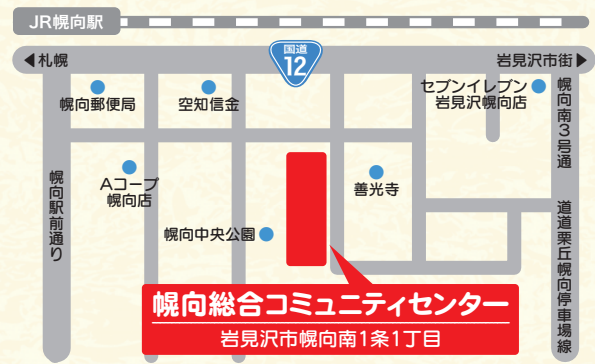 JR幌向駅
◀札幌
国道
12
岩見沢市街▶
幌向郵便局
空知信金
セブンイレブン
岩見沢幌向店
幌向南3号通
Aコープ
幌向店
善光寺
幌向駅前通り
幌向中央公園
道道栗丘幌向停車場線
幌向総合コミュニティセンター
岩見沢市幌向南1条1丁目